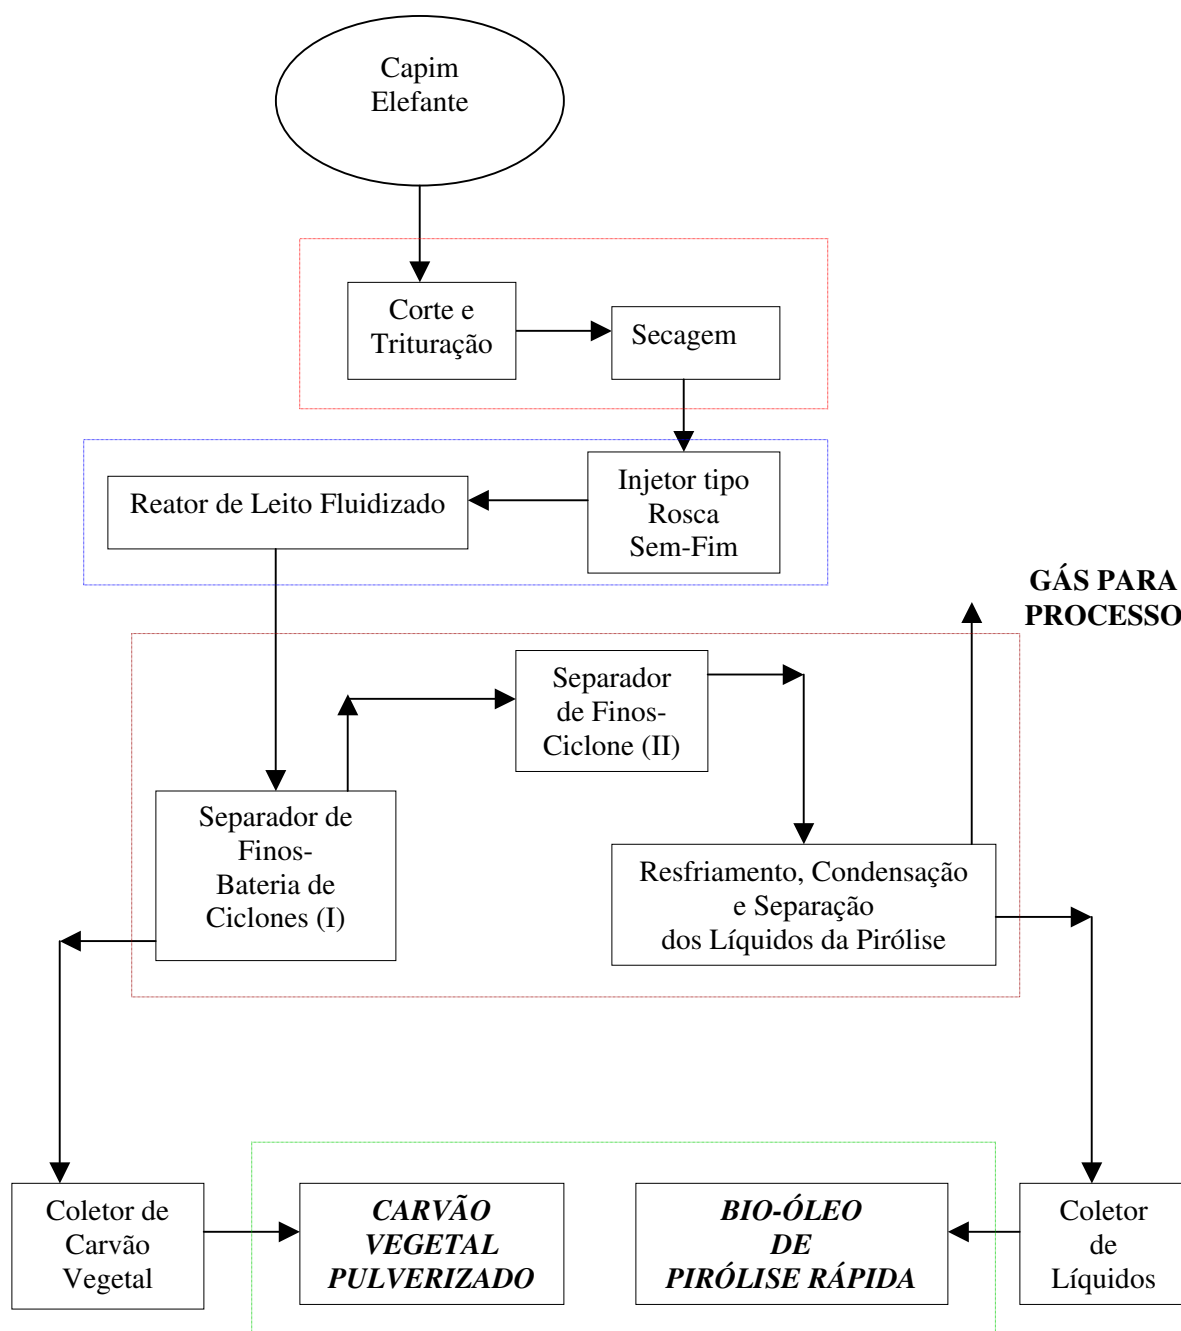 Capim
Elefante
Corte e
Trituração
Secagem
Injetor tipo
Rosca
Sem-Fim
Reator de Leito Fluidizado
GÁS PARA
PROCESSO
Separador
de Finos-
Ciclone (II)
Separador de
Finos-
Bateria de
Ciclones (I)
Resfriamento, Condensação
e Separação
dos Líquidos da Pirólise
Coletor de
Carvão
Vegetal
CARVÃO
VEGETAL
PULVERIZADO
BIO-ÓLEO
DE
PIRÓLISE RÁPIDA
Coletor
de
Líquidos